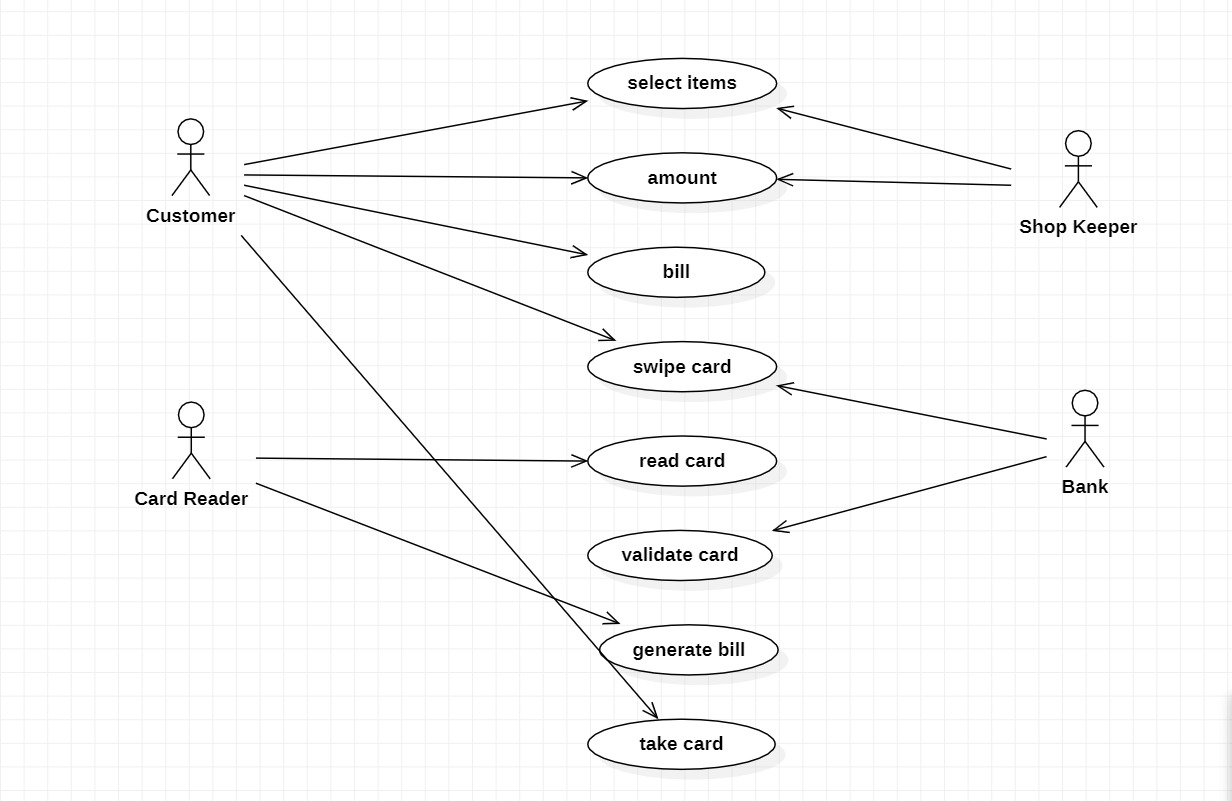 select items
amount
Customer
Shop Keeper
bill
swipe card
read card
Card Reader
Bank
validate card
generate bill
take card